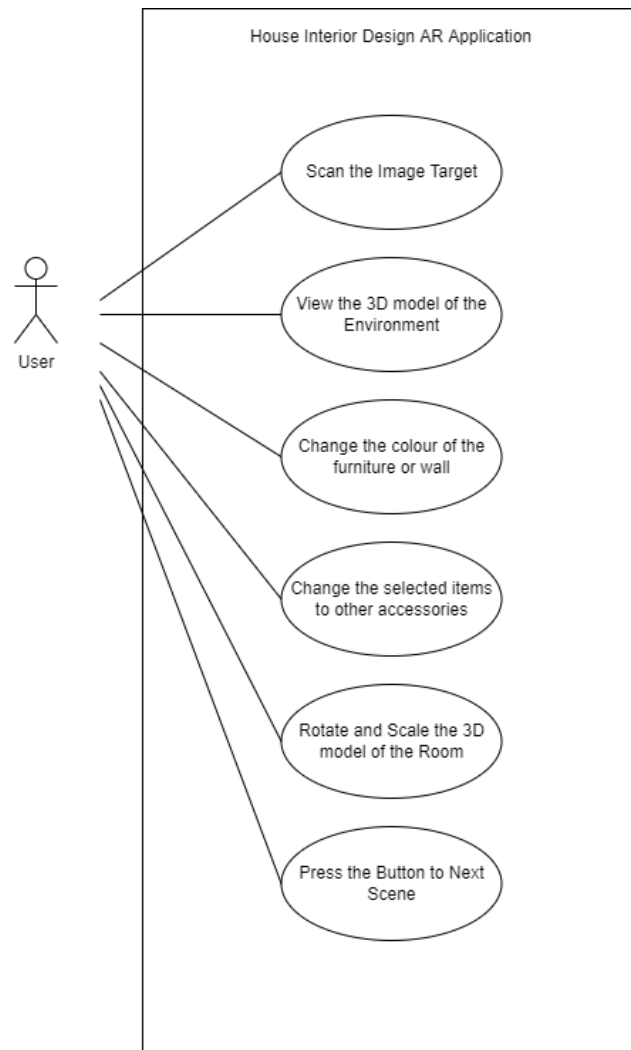 House Interior Design AR Application
Scan the Image Target
View the 3D model of the
Environment
User
Change the colour of the
furniture or wall
Change the selected items
to other accessories
Rotate and Scale the 3D
model of the Room
Press the Button to Next
Scene